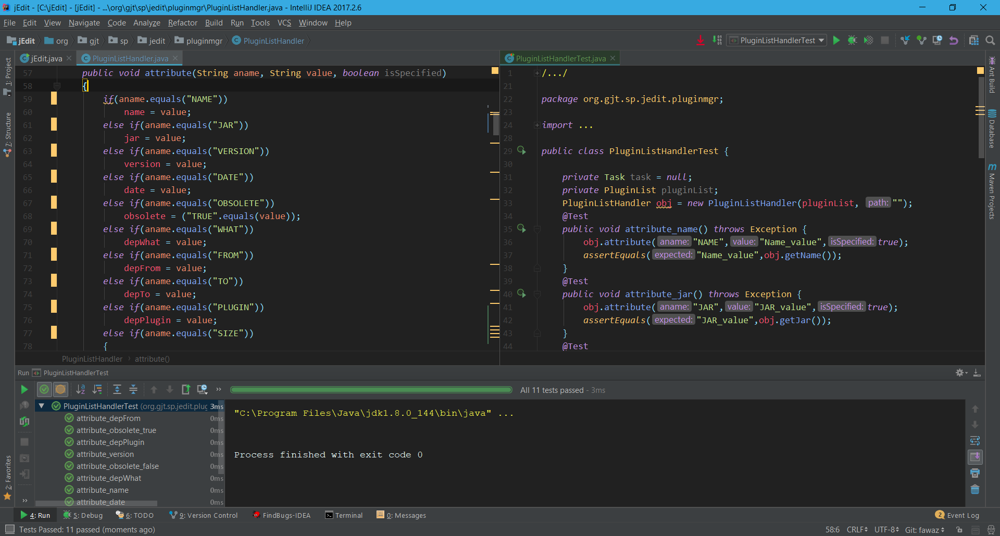 jEdit - [C:\jEdit] - [jEdit] - ...\org\gjt\sp\jedit\pluginmgr\PluginListHandler.java - IntelliJ IDEA 2017.2.6
File Edit View Navigate Code Analyze Refactor Build Run Tools VCS Window Help
jEdit org gjt sp jedit pluginmgr PluginListHandler
PluginListHandlerTest
1: Project
7: Structure
2: Favorites
jEdit.java PluginListHandler.java
57 public void attribute(String aname, String value, boolean isSpecified)
58 {
59 if(aname.equals("NAME"))
60 name = value;
61 else if(aname.equals("JAR"))
62 jar = value;
63 else if(aname.equals("VERSION"))
64 version = value;
65 else if(aname.equals("DATE"))
66 date = value;
67 else if(aname.equals("OBSOLETE"))
68 obsolete = ("TRUE".equals(value));
69 else if(aname.equals("WHAT"))
70 depWhat = value;
71 else if(aname.equals("FROM"))
72 depFrom = value;
73 else if(aname.equals("TO"))
74 depTo = value;
75 else if(aname.equals("PLUGIN"))
76 depPlugin = value;
77 else if(aname.equals("SIZE"))
78 {
PluginListHandler › attribute()
PluginListHandlerTest.java
1 /.../
21
22 package org.gjt.sp.jedit.pluginmgr;
23
24 import ...
28
29 public class PluginListHandlerTest {
30
31 private Task task = null;
32 private PluginList pluginList;
33 PluginListHandler obj = new PluginListHandler(pluginList, path: "");
34 @Test
35 public void attribute_name() throws Exception {
36 obj.attribute( aname: "NAME", value: "Name_value", isSpecified: true);
37 assertEquals( expected: "Name_value",obj.getName());
38 }
39 @Test
40 public void attribute_jar() throws Exception {
41 obj.attribute( aname: "JAR", value: "JAR_value", isSpecified: true);
42 assertEquals( expected: "JAR_value",obj.getJar());
43 }
44 @Test
Ant Build
Database
m Maven Projects
Run PluginListHandlerTest
All 11 tests passed - 3ms
PluginListHandlerTest (org.gjt.sp.jedit.plug 3ms
attribute_depFrom 0ms
attribute_obsolete_true 0ms
attribute_depPlugin 0ms
attribute_version 0ms
attribute_obsolete_false 0ms
attribute_depWhat 0ms
attribute_name 0ms
attribute_date 0ms
"C:\Program Files\Java\jdk1.8.0_144\bin\java" ...
Process finished with exit code 0
4: Run 5: Debug 6: TODO 9: Version Control FindBugs-IDEA Terminal 0: Messages 2 Event Log
Tests Passed: 11 passed (moments ago) 58:6 CRLF UTF-8 Git: fawaz